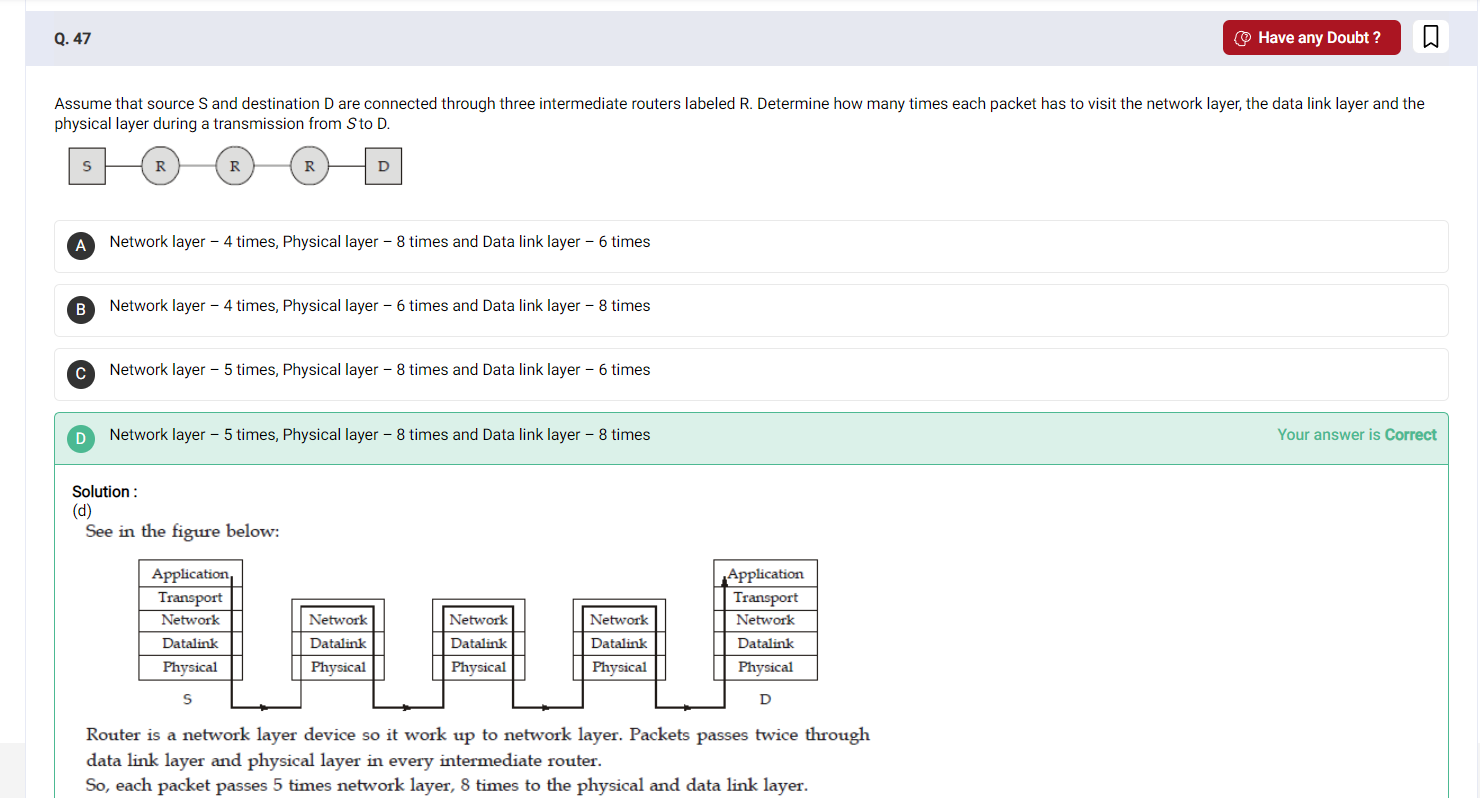 Q. 47
Have any Doubt ?
Assume that source S and destination D are connected through three intermediate routers labeled R. Determine how many times each packet has to visit the network layer, the data link layer and the
physical layer during a transmission from S to D.
S R R R D
A Network layer – 4 times, Physical layer – 8 times and Data link layer – 6 times
B Network layer – 4 times, Physical layer – 6 times and Data link layer – 8 times
C Network layer – 5 times, Physical layer – 8 times and Data link layer – 6 times
D Network layer – 5 times, Physical layer – 8 times and Data link layer – 8 times Your answer is Correct
Solution :
(d)
See in the figure below:
Application Application
Transport Transport
Network Network Network Network Network
Datalink Datalink Datalink Datalink Datalink
Physical Physical Physical Physical Physical
S D
Router is a network layer device so it work up to network layer. Packets passes twice through
data link layer and physical layer in every intermediate router.
So, each packet passes 5 times network layer, 8 times to the physical and data link layer.